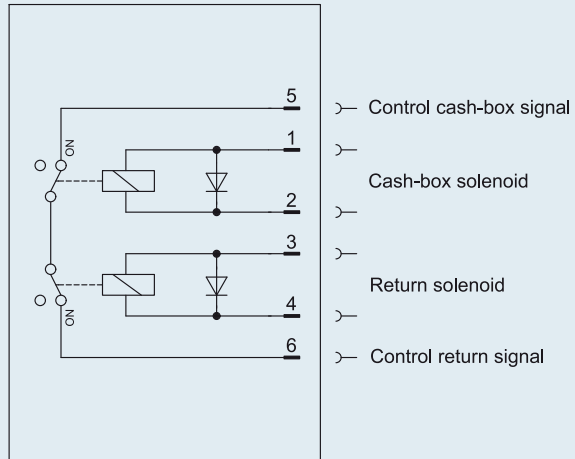 5
Control cash-box signal
NO
1
Cash-box solenoid
2
3
Return solenoid
NO
4
6
Control return signal